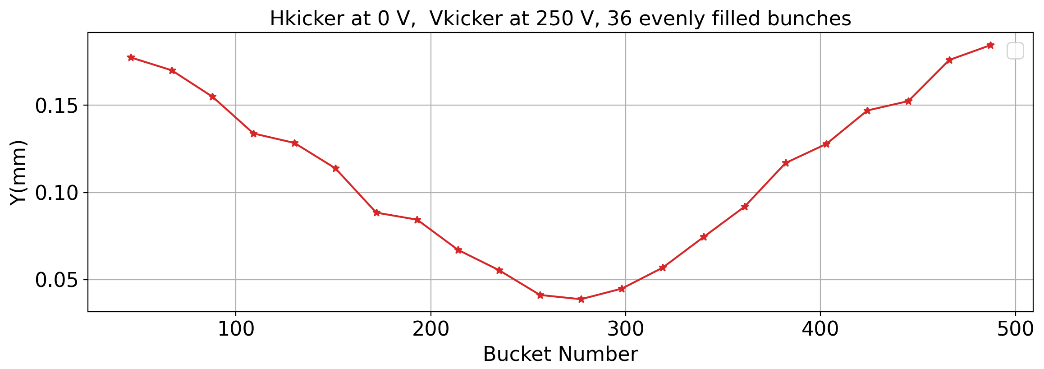 Hkicker at 0 V,  Vkicker at 250 V, 36 evenly filled bunches
Y(mm)
0.15
0.10
0.05
100 200 300 400 500
Bucket Number